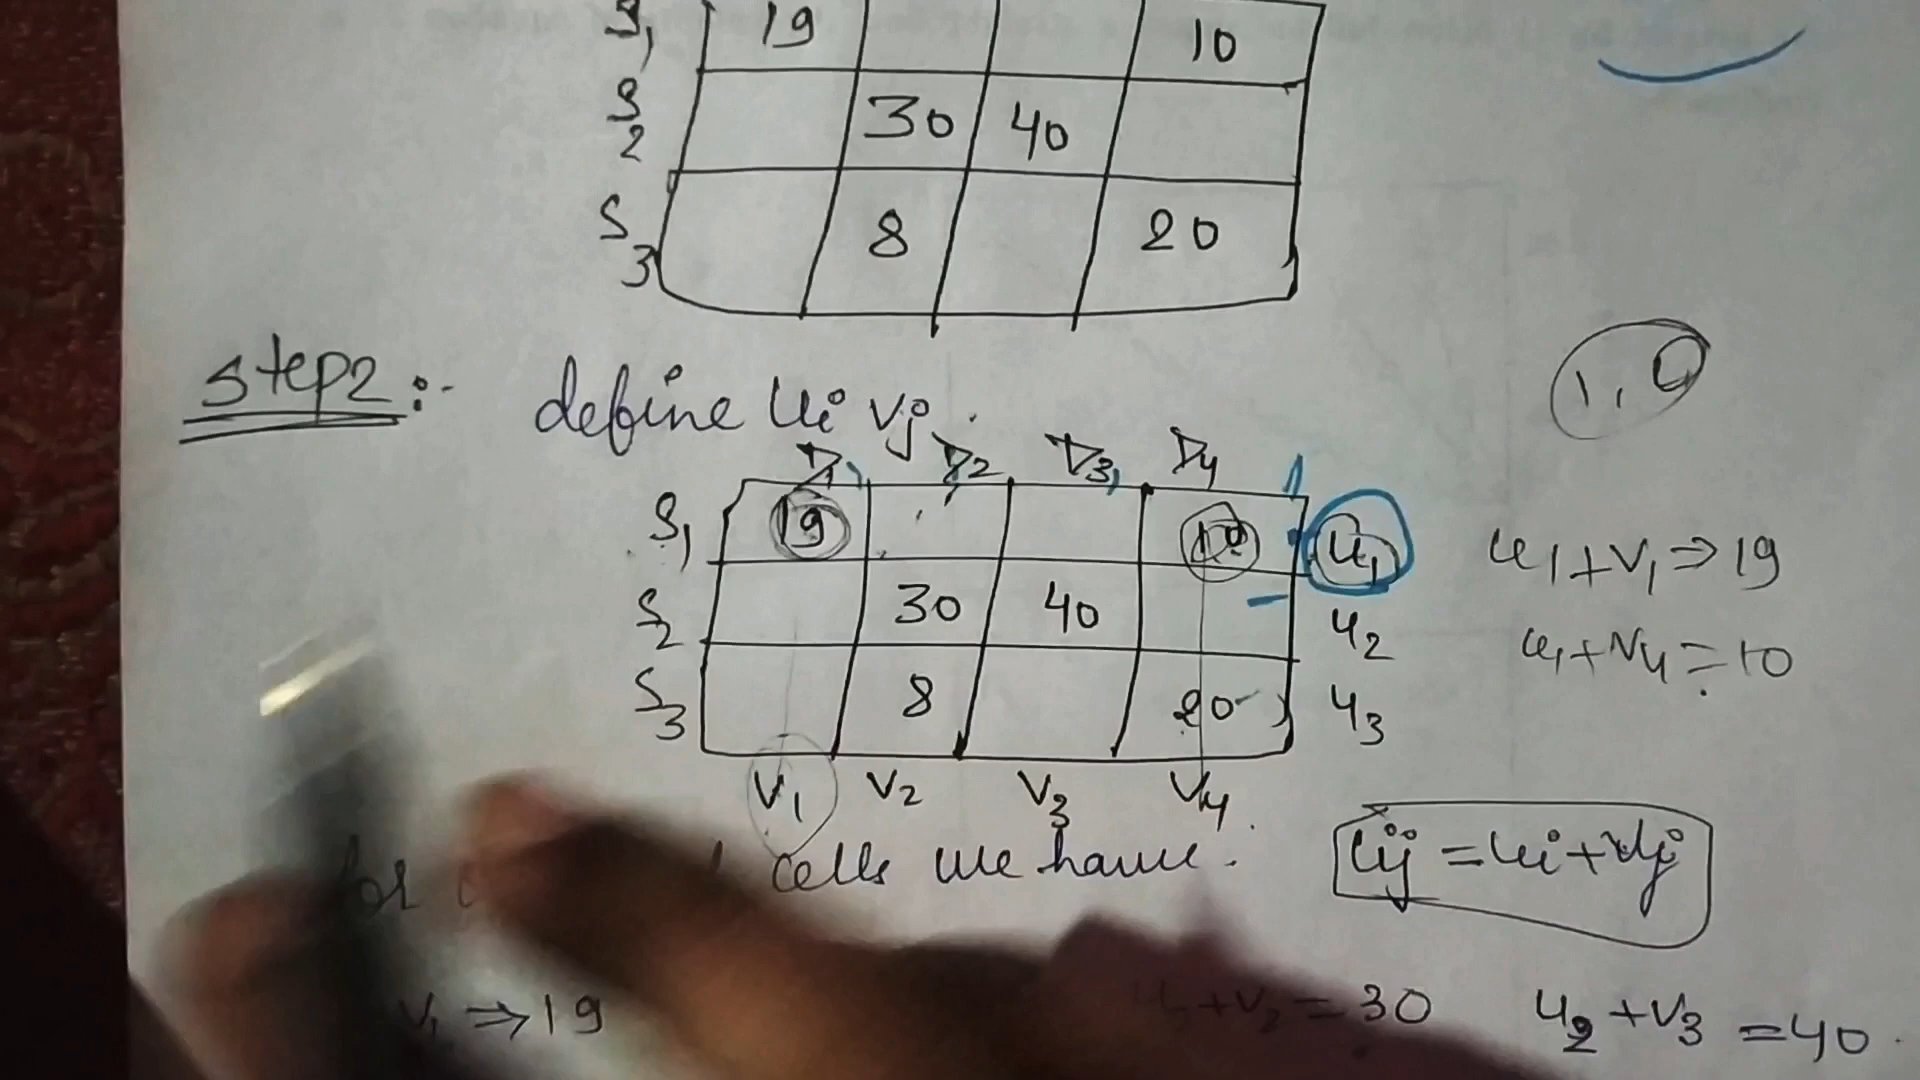 S1 19 10
S2 30 40
S3 8 20
1, 0
Step2:- define ui vj.
D1 D2 D3 D4
S1 19 10 u1 u1+v1 ⇒ 19
S2 30 40 u2 u1+v4 = 10
S3 8 20 u3
v1 v2 v3 v4
for cells we have. Cij = ui+vj
v1 ⇒ 19 +v2 = 30 u2+v3 = 40